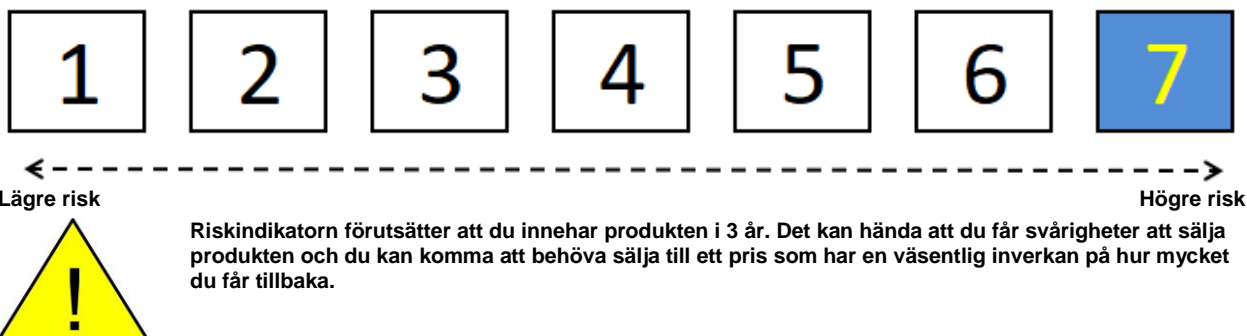 1 2 3 4 5 6 7
Lägre risk Högre risk
Riskindikatorn förutsätter att du innehar produkten i 3 år. Det kan hända att du får svårigheter att sälja
produkten och du kan komma att behöva sälja till ett pris som har en väsentlig inverkan på hur mycket
du får tillbaka.
!